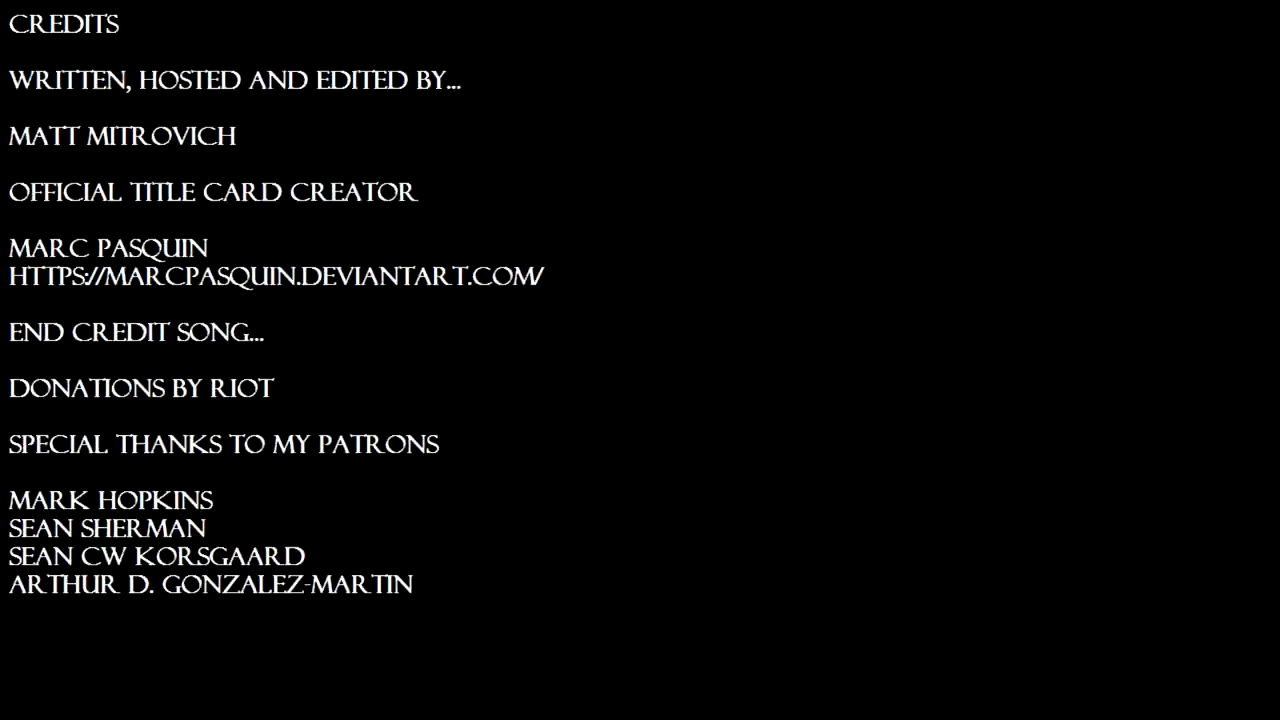 CREDITS
WRITTEN, HOSTED AND EDITED BY...
MATT MITROVICH
OFFICIAL TITLE CARD CREATOR
MARC PASQUIN
HTTPS://MARCPASQUIN.DEVIANTART.COM/
END CREDIT SONG...
DONATIONS BY RIOT
SPECIAL THANKS TO MY PATRONS
MARK HOPKINS
SEAN SHERMAN
SEAN CW KORSGAARD
ARTHUR D. GONZALEZ-MARTIN